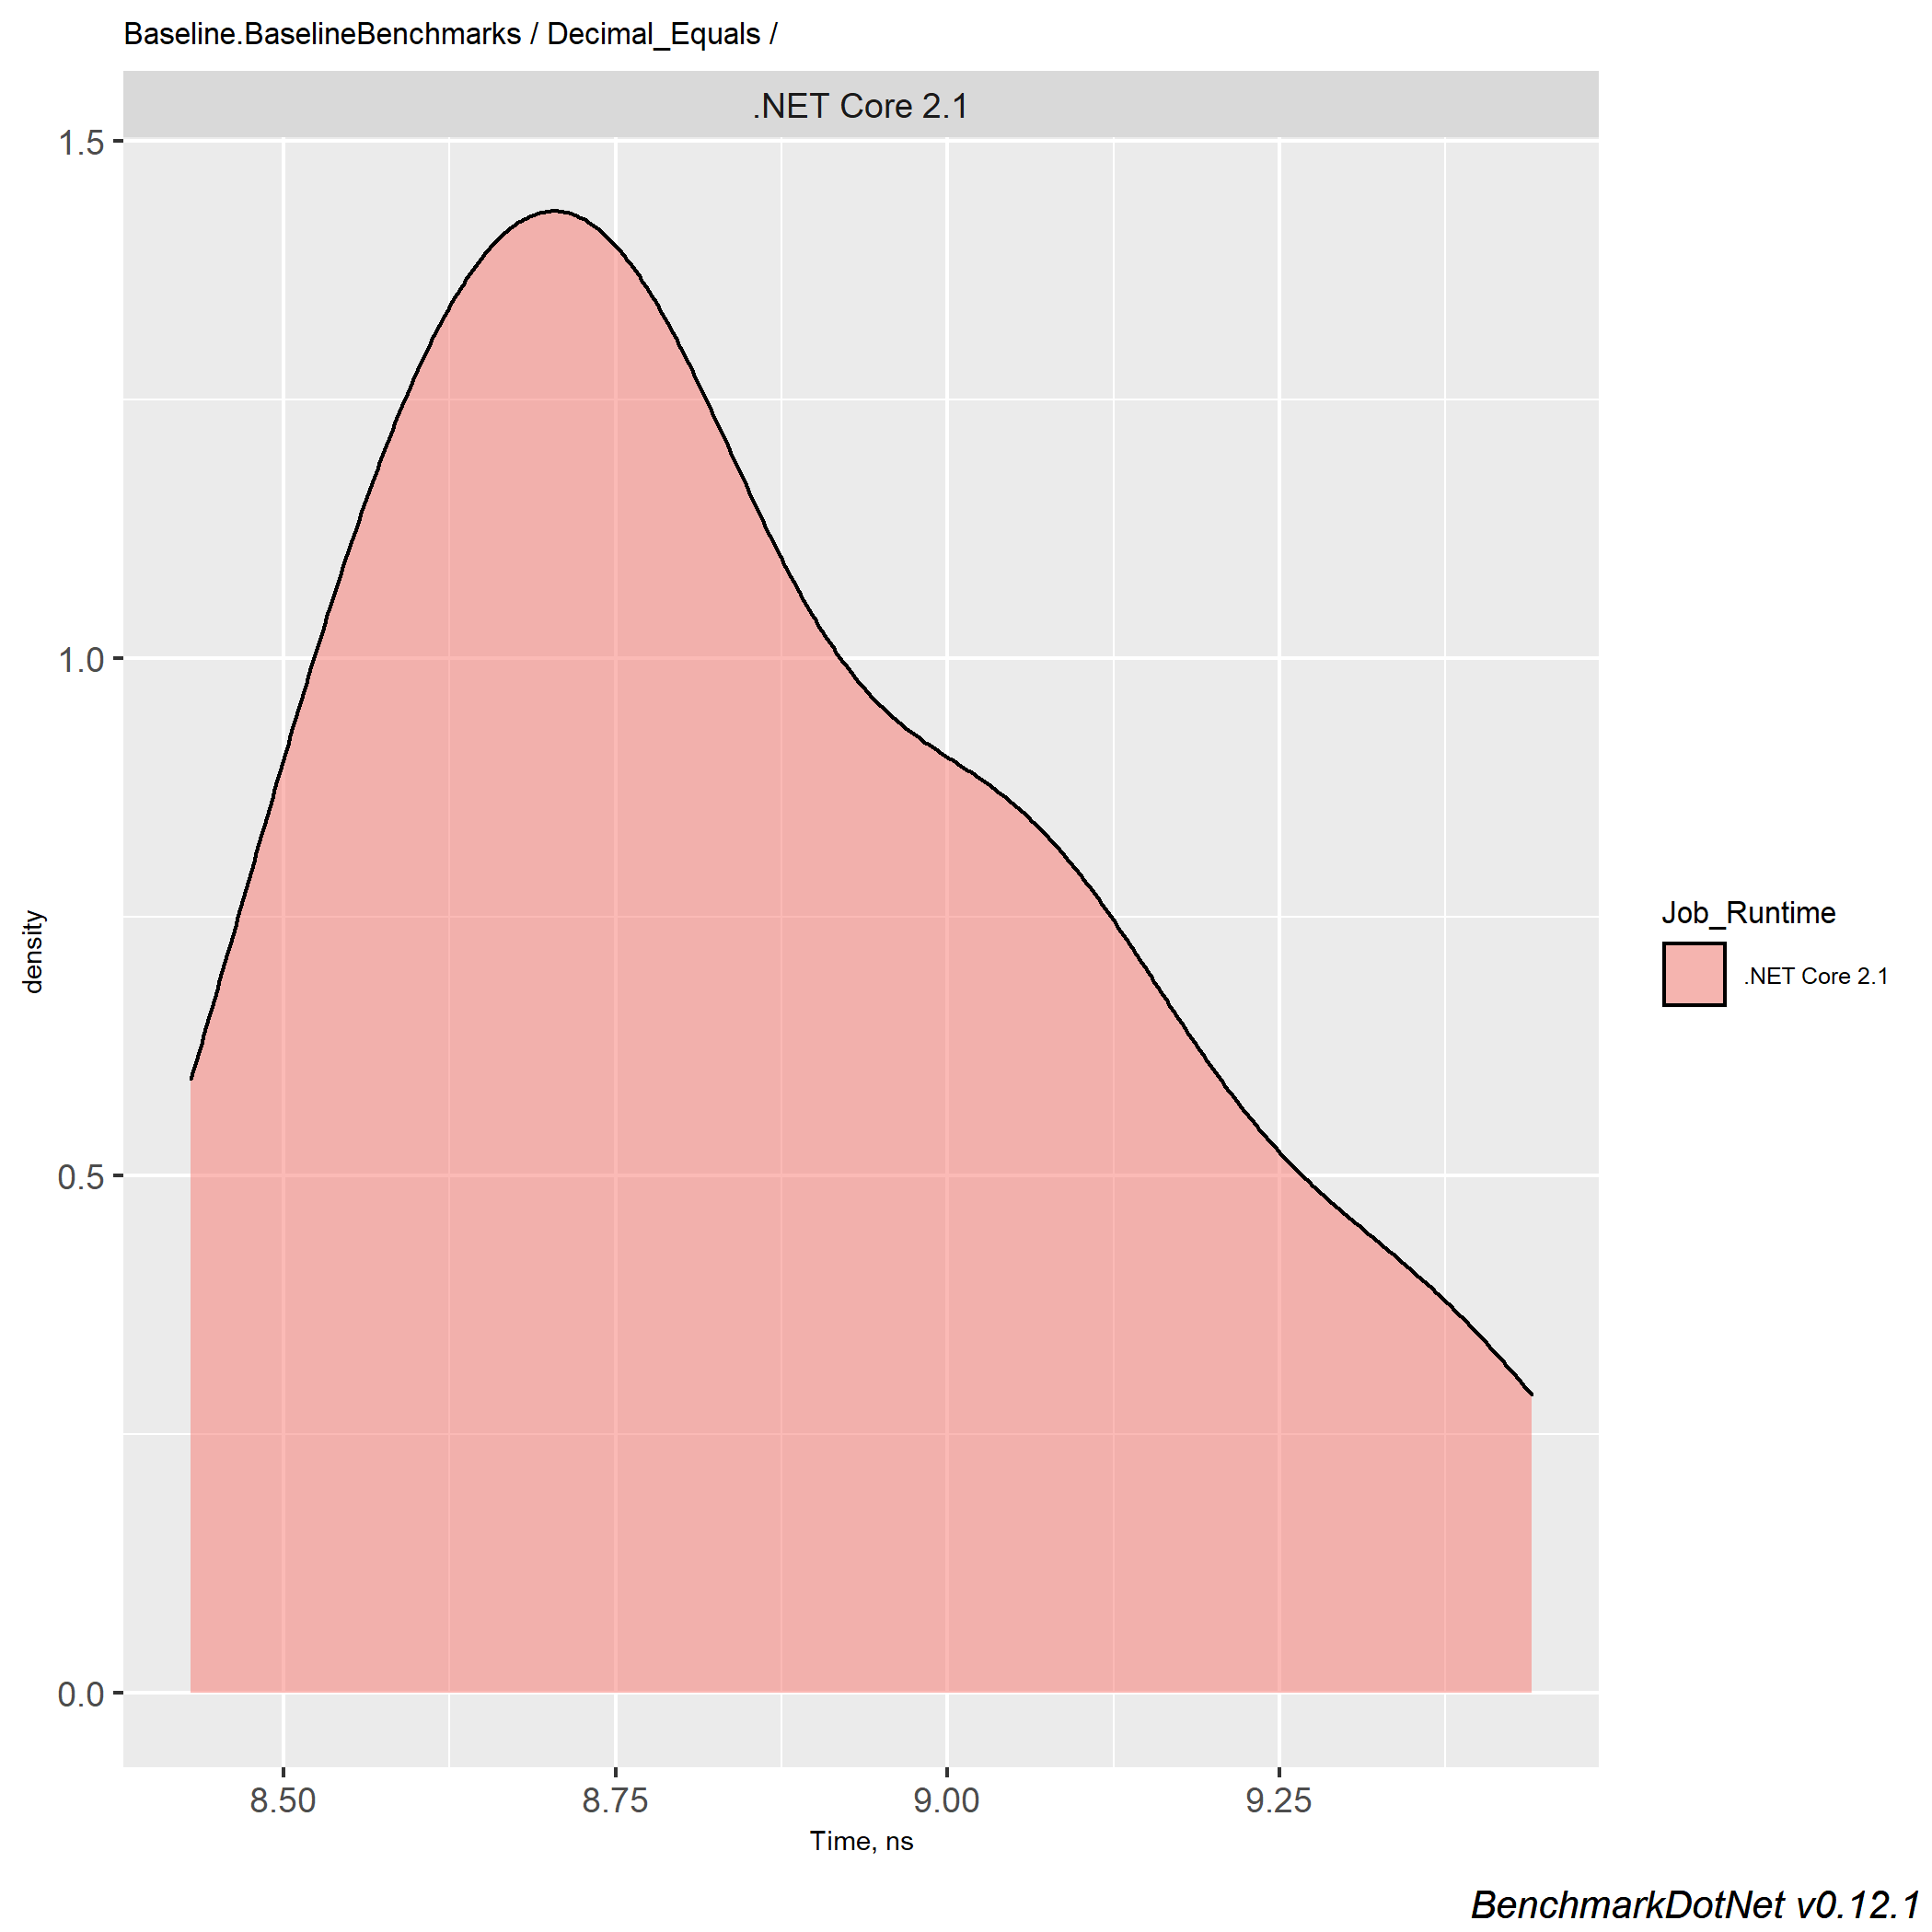 Baseline.BaselineBenchmarks / Decimal_Equals /
.NET Core 2.1
1.5
1.0
0.5
0.0
density
8.50 8.75 9.00 9.25
Time, ns
Job_Runtime
.NET Core 2.1
BenchmarkDotNet v0.12.1